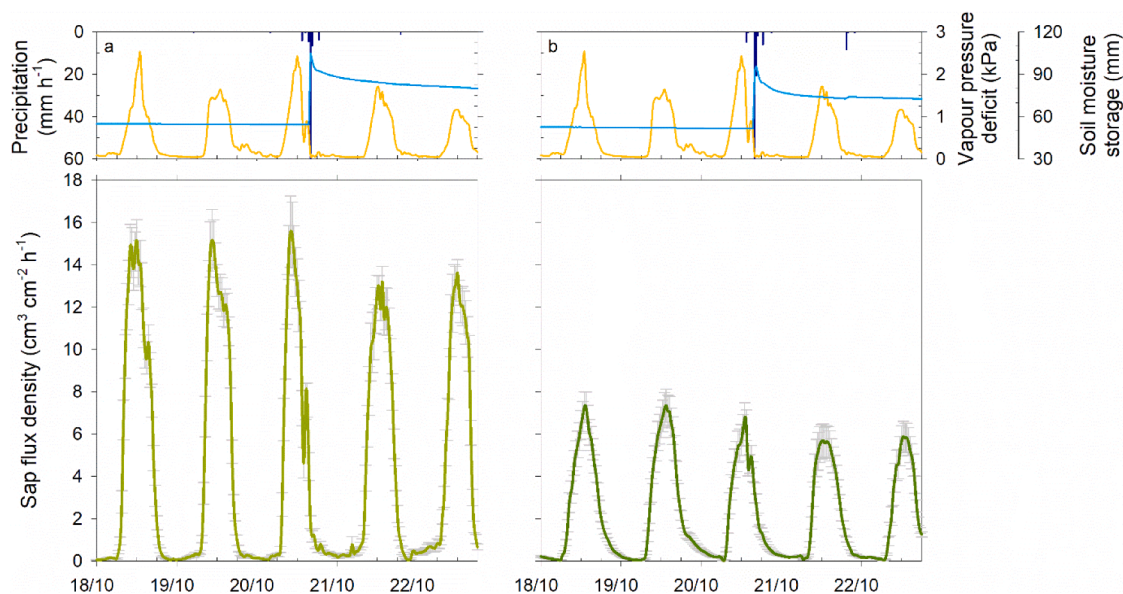 Precipitation
(mm h⁻¹)
0
20
40
60
a
b
3
2
1
0
Vapour pressure
deficit (kPa)
120
90
60
30
Soil moisture
storage (mm)
Sap flux density (cm³ cm⁻² h⁻¹)
18
16
14
12
10
8
6
4
2
0
18/10 19/10 20/10 21/10 22/10
18/10 19/10 20/10 21/10 22/10